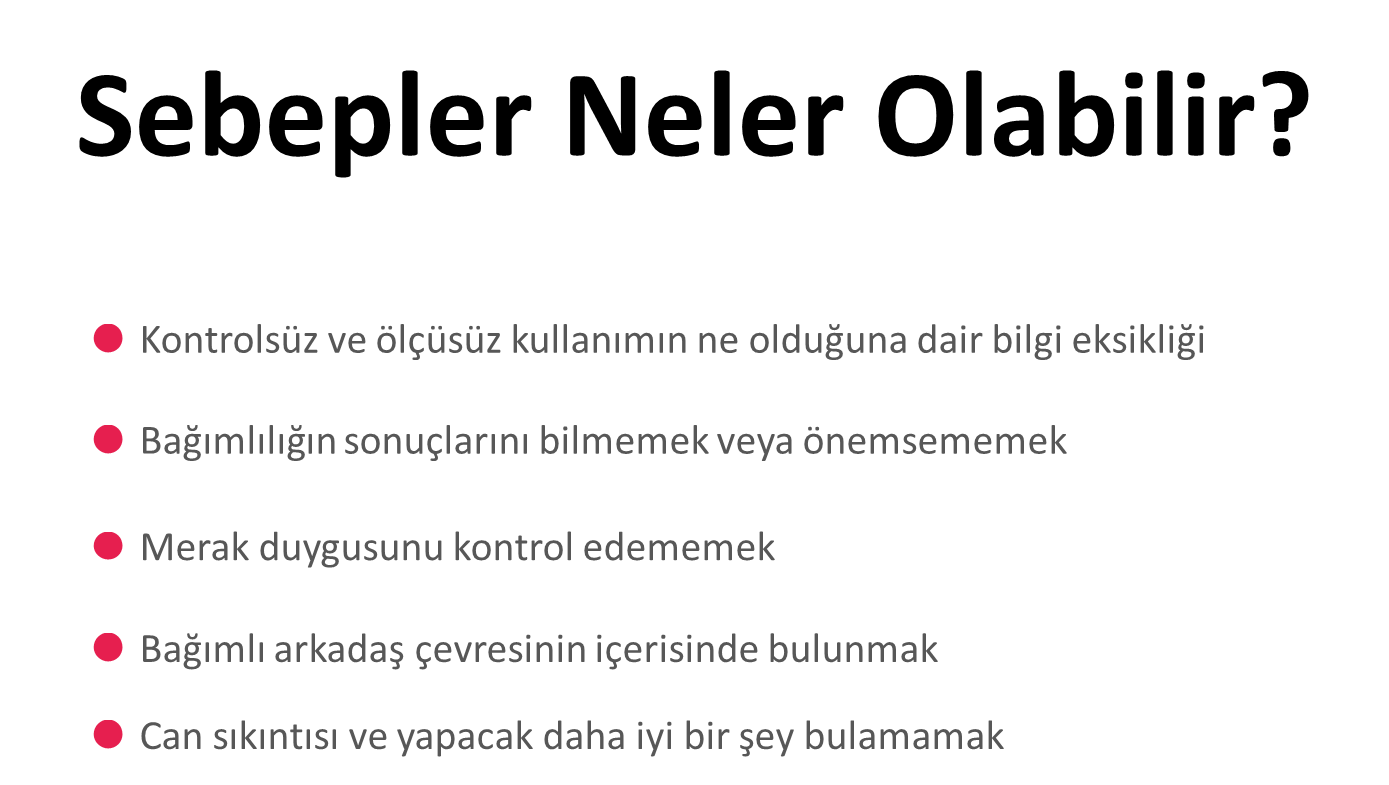 Sebepler Neler Olabilir?
Kontrolsüz ve ölçüsüz kullanımın ne olduğuna dair bilgi eksikliği
Bağımlılığın sonuçlarını bilmemek veya önemsememek
Merak duygusunu kontrol edememek
Bağımlı arkadaş çevresinin içerisinde bulunmak
Can sıkıntısı ve yapacak daha iyi bir şey bulamamak